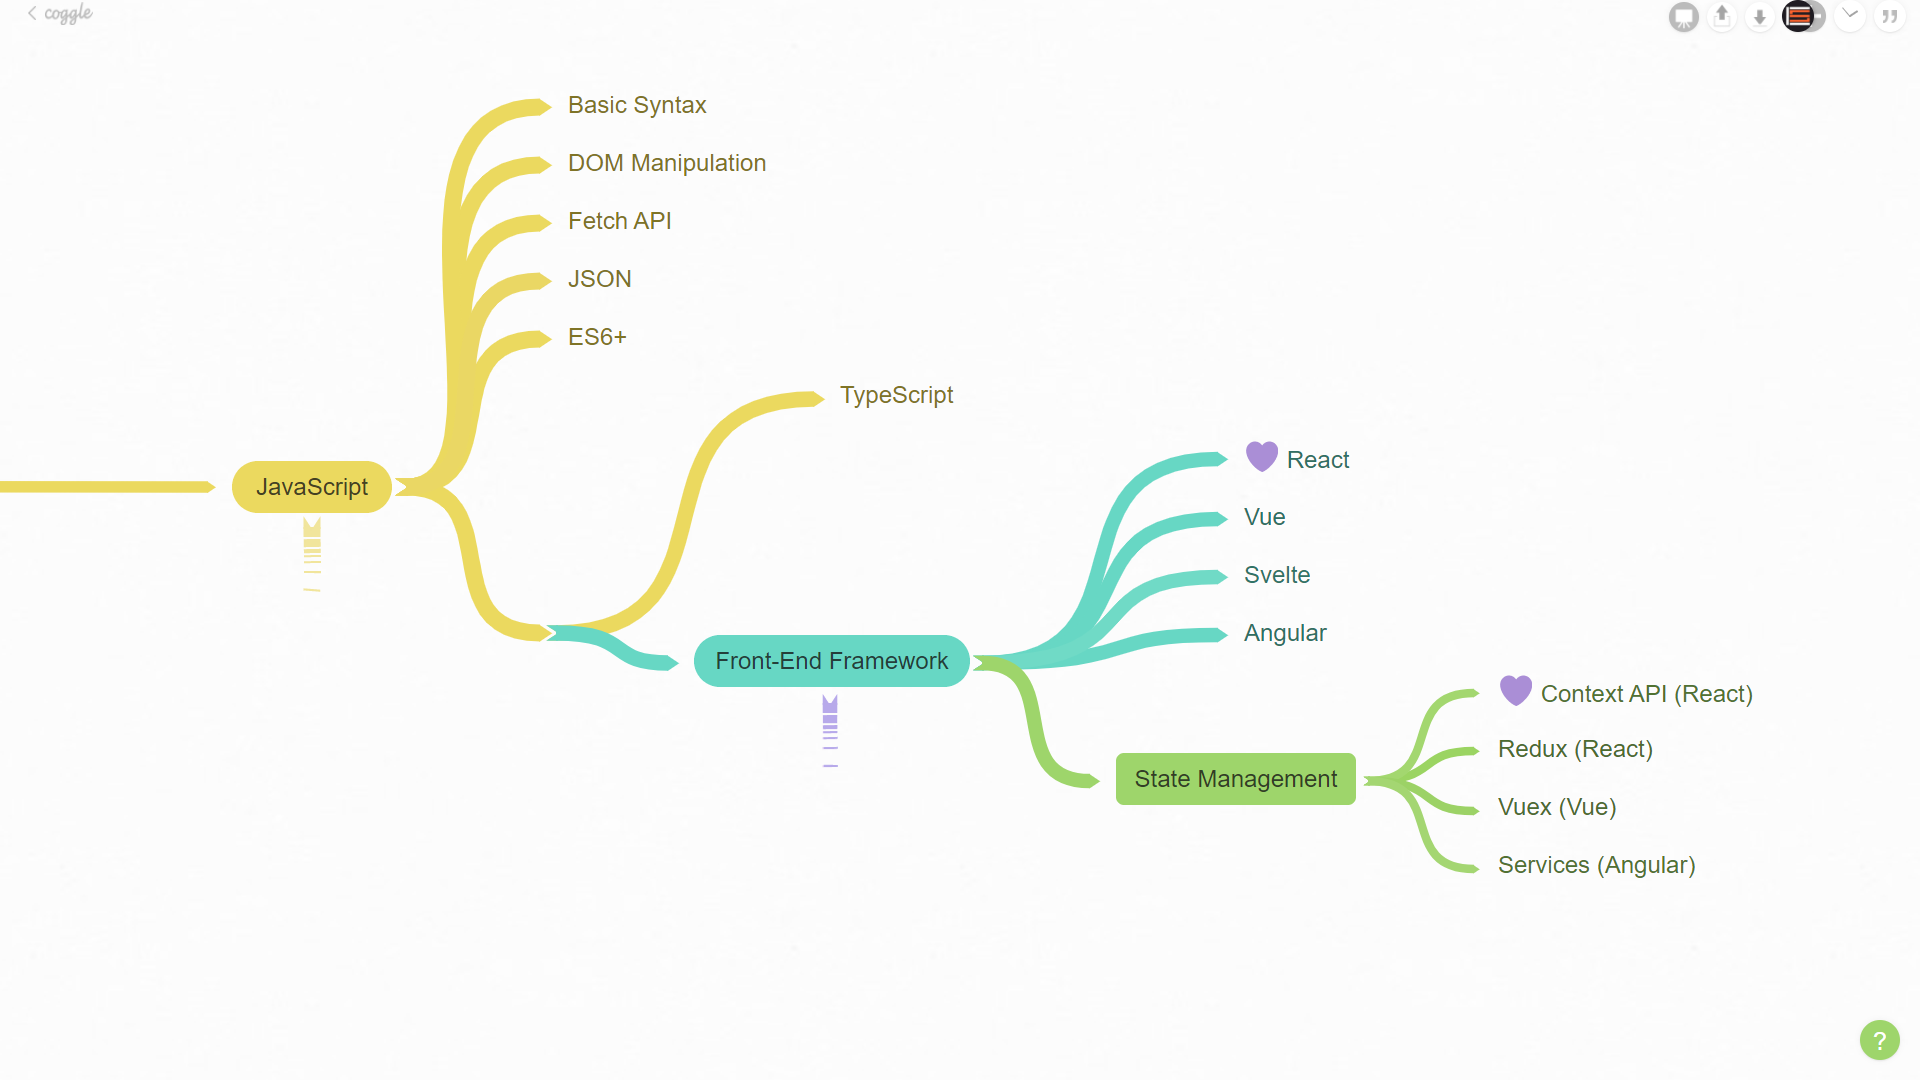 coggle
Basic Syntax
DOM Manipulation
Fetch API
JSON
ES6+
TypeScript
React
JavaScript
Vue
Svelte
Angular
Front-End Framework
Context API (React)
Redux (React)
State Management
Vuex (Vue)
Services (Angular)
?